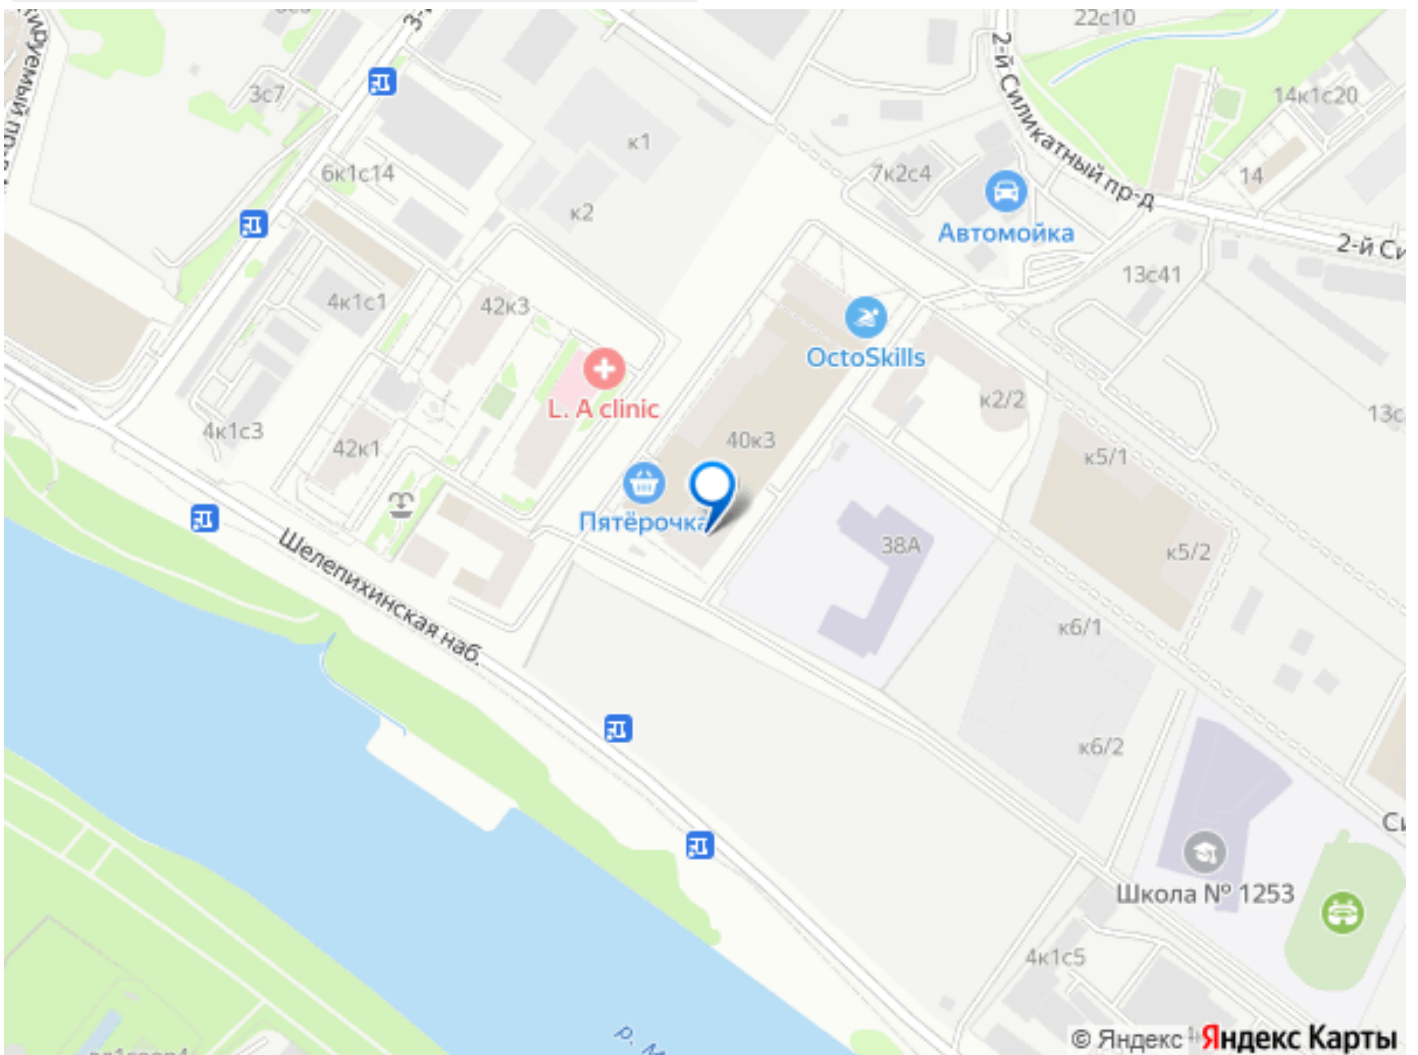 22с10
2-й Силикатный пр-д
3с7
14к1с20
к1
6к1с14
7к2с4
14
к2
Автомойка
2-й Си
13с41
4к1с1
42к3
OctoSkills
L. A clinic
к2/2
13с
4к1с3
42к1
40к3
к5/1
Пятёрочка
38А
к5/2
Шелепихинская наб.
к6/1
к6/2
Школа № 1253
4к1с5
р. М
© Яндекс
Яндекс Карты